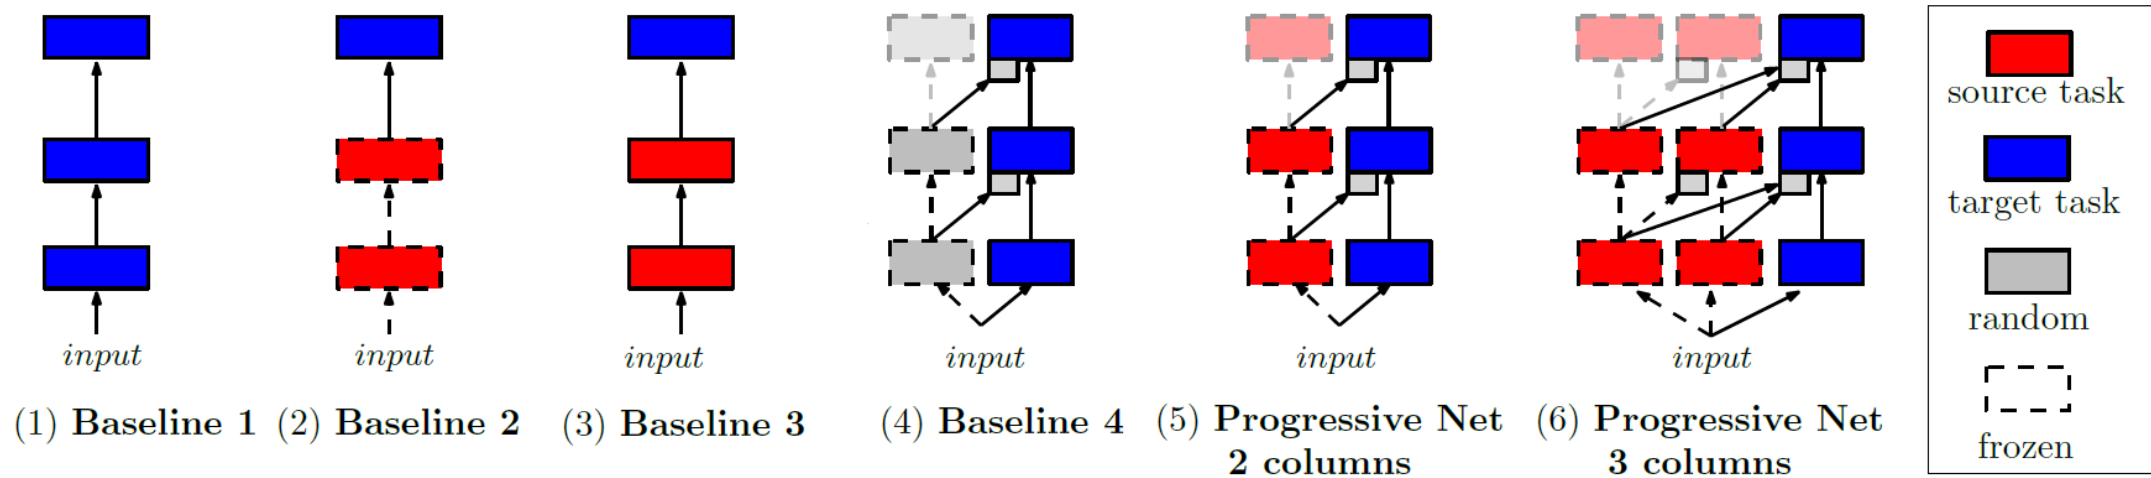 input
input
input
input
input
input
(1) Baseline 1
(2) Baseline 2
(3) Baseline 3
(4) Baseline 4
(5) Progressive Net
2 columns
(6) Progressive Net
3 columns
source task
target task
random
frozen